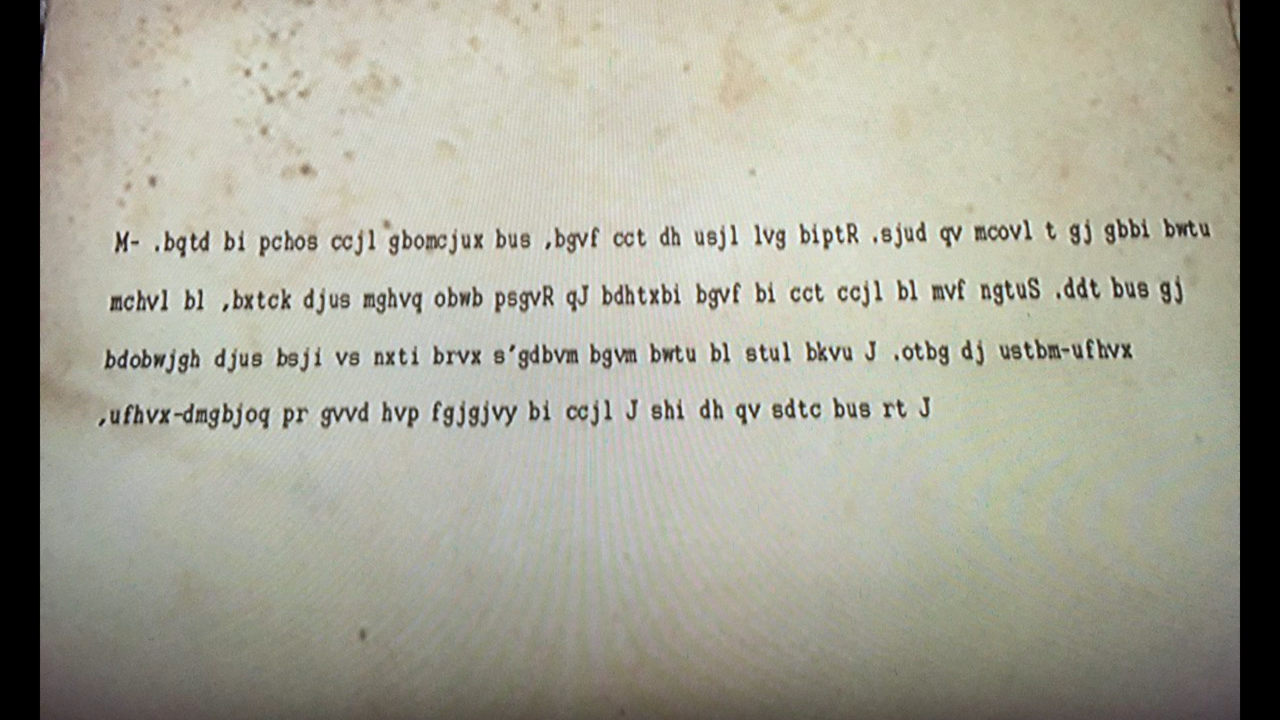 M- .bqtd bi pchos ccjl gbomcjux bus ,bgvf cct dh usjl lvg biptR .sjud qv mcovl t gj gbbi bwtu
mchvl bl ,bxtck djus mghvq obwb psgvR qJ bdhtxbi bgvf bi cct ccjl bl mvf ngtuS .ddt bus gj
bdobwjgh djus bsji vs nxti brvx s'gdbvm bgvm bwtu bl stul bkvu J .otbg dj ustbm-ufhvx
,ufhvx-dmgbjoq pr gvvd hvp fgjgjvy bi ccjl J shi dh qv sdtc bus rt J